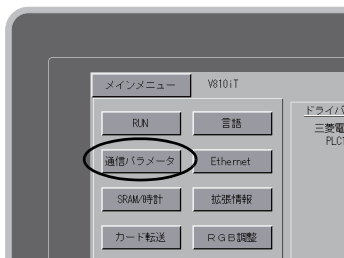 メインメニュー V810iT
RUN 言語
通信パラメータ Ethernet
SRAM/時計 拡張情報
カード転送 RGB調整
ドライバ
三菱電
PLC1